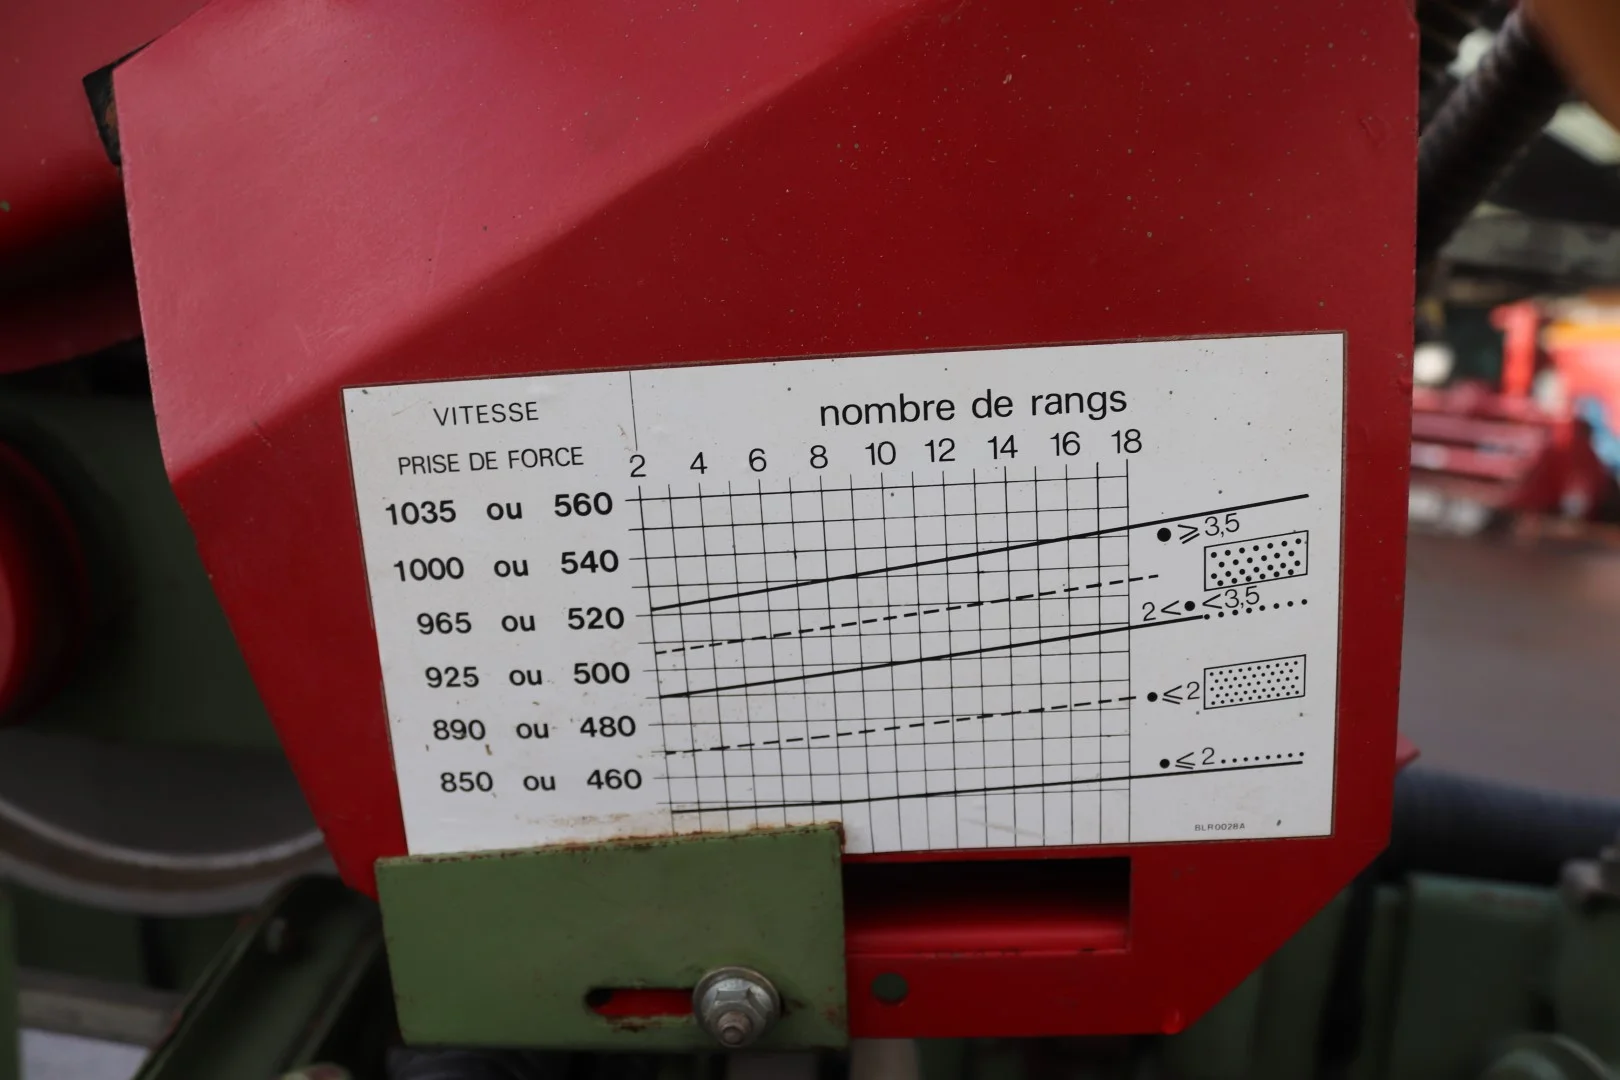 VITESSE
nombre de rangs
PRISE DE FORCE
2 4 6 8 10 12 14 16 18
1035 ou 560
1000 ou 540
965 ou 520
925 ou 500
890 ou 480
850 ou 460
● ⩾ 3,5
2 < ● < 3,5
● ⩽ 2
● ⩽ 2
BLR0028A